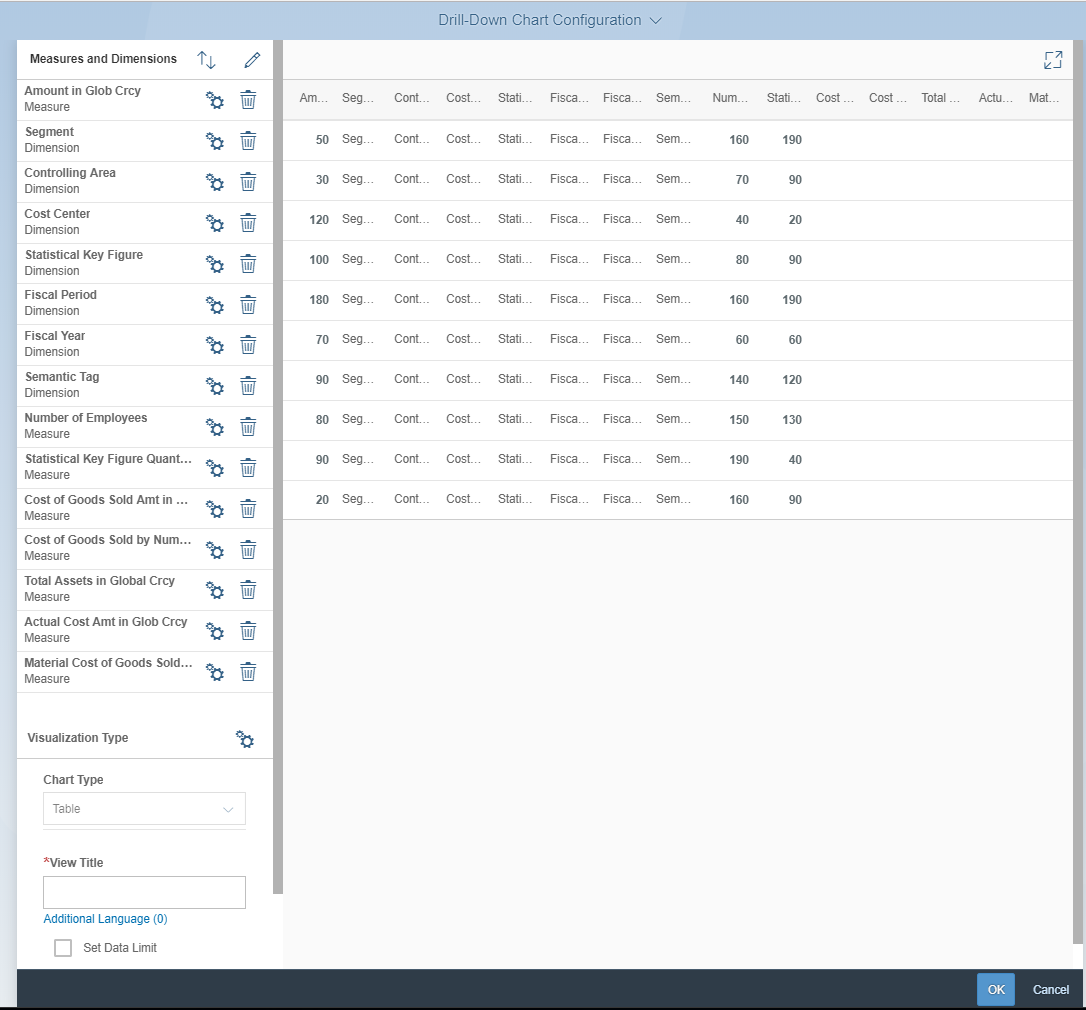 Drill-Down Chart Configuration
Measures and Dimensions
Amount in Glob Crcy
Measure
Segment
Dimension
Controlling Area
Dimension
Cost Center
Dimension
Statistical Key Figure
Dimension
Fiscal Period
Dimension
Fiscal Year
Dimension
Semantic Tag
Dimension
Number of Employees
Measure
Statistical Key Figure Quant...
Measure
Cost of Goods Sold Amt in ...
Measure
Cost of Goods Sold by Num...
Measure
Total Assets in Global Crcy
Measure
Actual Cost Amt in Glob Crcy
Measure
Material Cost of Goods Sold...
Measure
Visualization Type
Chart Type
Table
*View Title
Additional Language (0)
Set Data Limit
Am... Seg... Cont... Cost... Stati... Fisca... Fisca... Sem... Num... Stati... Cost ... Cost ... Total ... Actu... Mat...
50 Seg... Cont... Cost... Stati... Fisca... Fisca... Sem... 160 190
30 Seg... Cont... Cost... Stati... Fisca... Fisca... Sem... 70 90
120 Seg... Cont... Cost... Stati... Fisca... Fisca... Sem... 40 20
100 Seg... Cont... Cost... Stati... Fisca... Fisca... Sem... 80 90
180 Seg... Cont... Cost... Stati... Fisca... Fisca... Sem... 160 190
70 Seg... Cont... Cost... Stati... Fisca... Fisca... Sem... 60 60
90 Seg... Cont... Cost... Stati... Fisca... Fisca... Sem... 140 120
80 Seg... Cont... Cost... Stati... Fisca... Fisca... Sem... 150 130
90 Seg... Cont... Cost... Stati... Fisca... Fisca... Sem... 190 40
20 Seg... Cont... Cost... Stati... Fisca... Fisca... Sem... 160 90
OK Cancel